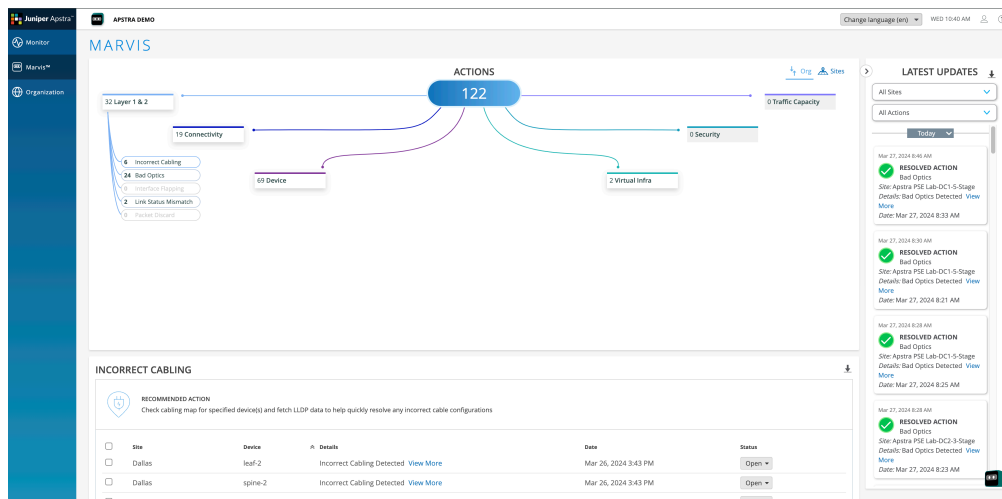 Juniper Apstra™
APSTRA DEMO
Change language (en)
WED 10:40 AM
Monitor
Marvis™
Organization
MARVIS
ACTIONS
Org
Sites
122
32 Layer 1 & 2
0 Traffic Capacity
19 Connectivity
0 Security
6 Incorrect Cabling
24 Bad Optics
0 Interface Flapping
2 Link Status Mismatch
0 Packet Discard
69 Device
2 Virtual Infra
LATEST UPDATES
All Sites
All Actions
Today
Mar 27, 2024 8:46 AM
RESOLVED ACTION
Bad Optics
Site: Apstra PSE Lab-DC1-5-Stage
Details: Bad Optics Detected View
More
Date: Mar 27, 2024 8:33 AM
Mar 27, 2024 8:30 AM
RESOLVED ACTION
Bad Optics
Site: Apstra PSE Lab-DC1-5-Stage
Details: Bad Optics Detected View
More
Date: Mar 27, 2024 8:21 AM
Mar 27, 2024 8:28 AM
RESOLVED ACTION
Bad Optics
Site: Apstra PSE Lab-DC1-5-Stage
Details: Bad Optics Detected View
More
Date: Mar 27, 2024 8:25 AM
Mar 27, 2024 8:28 AM
RESOLVED ACTION
Bad Optics
Site: Apstra PSE Lab-DC2-3-Stage
Details: Bad Optics Detected View
More
Date: Mar 27, 2024 8:23 AM
INCORRECT CABLING
RECOMMENDED ACTION
Check cabling map for specified device(s) and fetch LLDP data to help quickly resolve any incorrect cable configurations
Site Device Details Date Status
Dallas leaf-2 Incorrect Cabling Detected View More Mar 26, 2024 3:43 PM Open
Dallas spine-2 Incorrect Cabling Detected View More Mar 26, 2024 3:43 PM Open